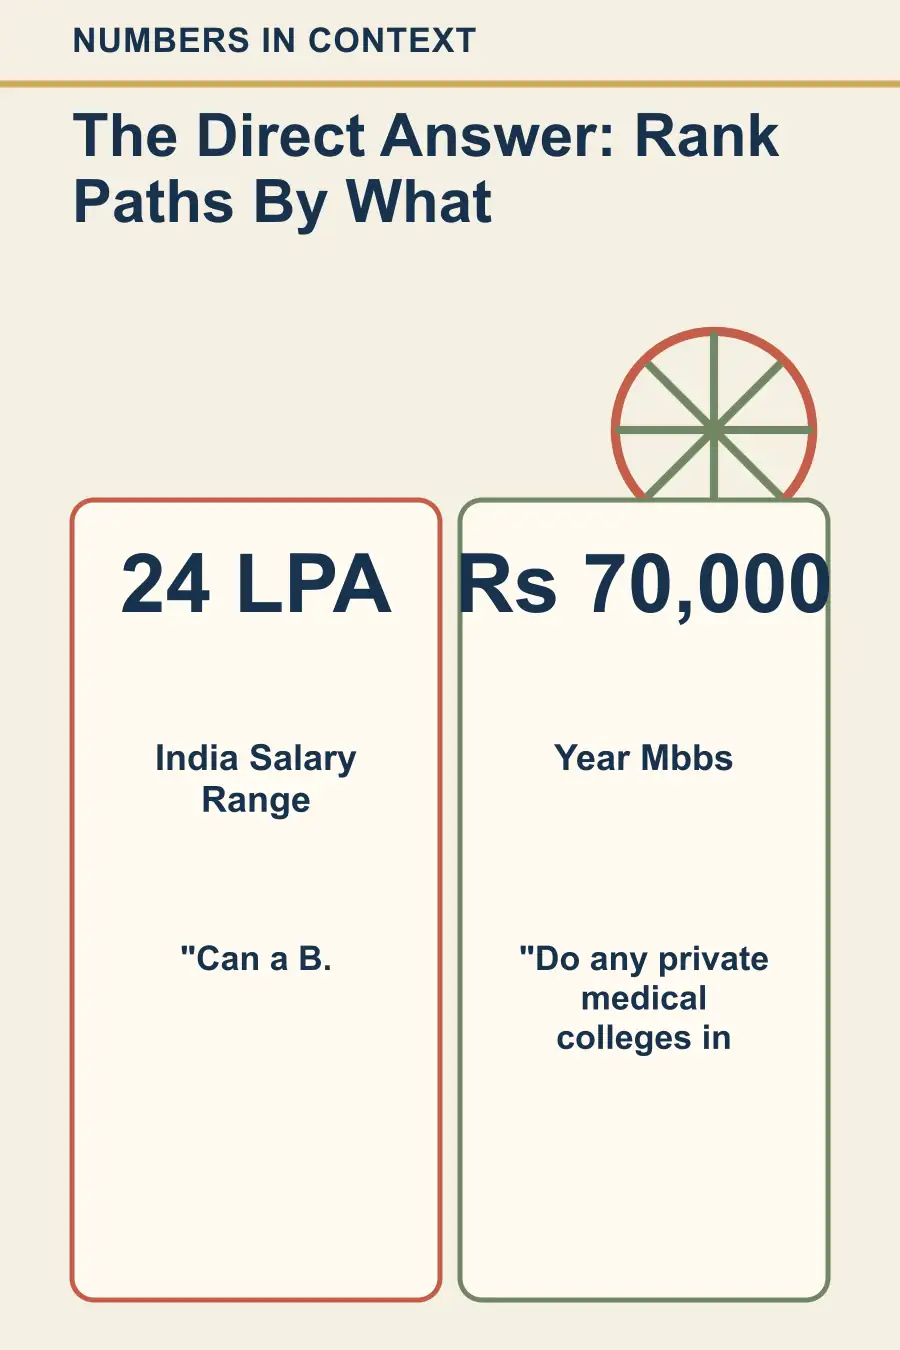 NUMBERS IN CONTEXT
The Direct Answer: Rank
Paths By What
24 LPA
India Salary
Range
"Can a B.
Rs 70,000
Year Mbbs
"Do any private
medical
colleges in